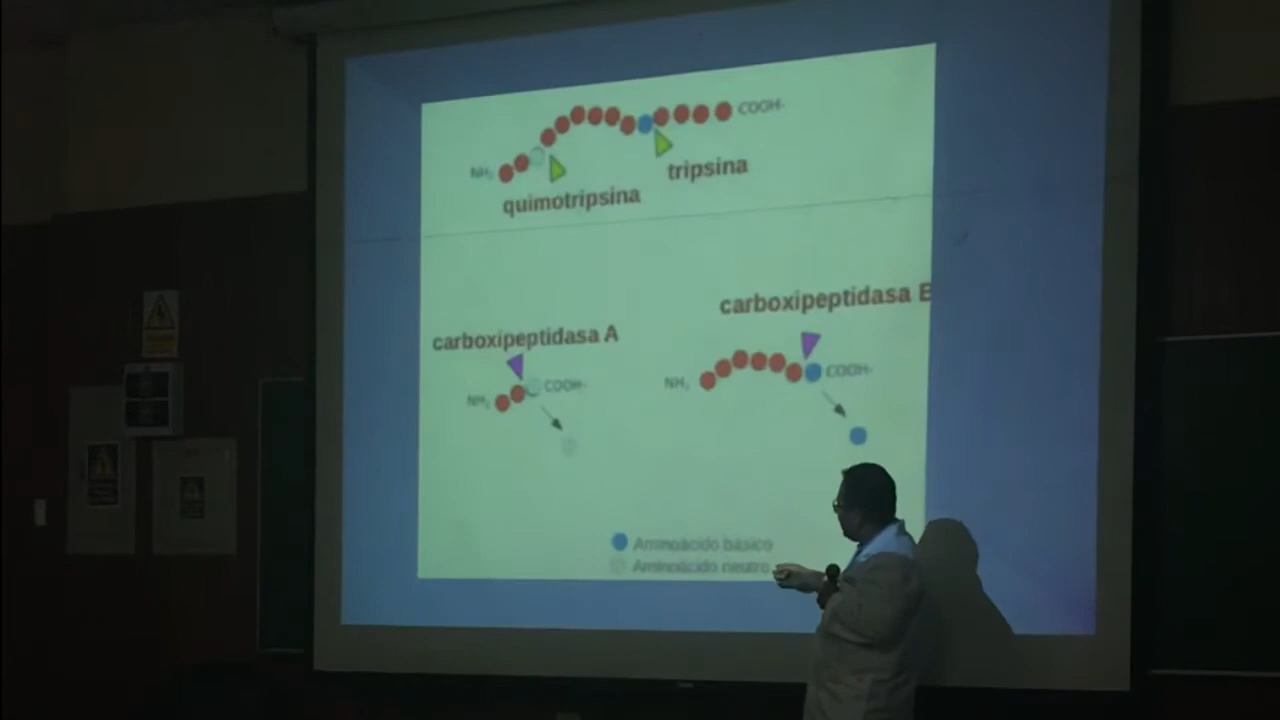 COOH-
NH₂
tripsina
quimotripsina
carboxipeptidasa B
carboxipeptidasa A
COOH-
NH₂
COOH-
NH₂
Aminoácido básico
Aminoácido neutro